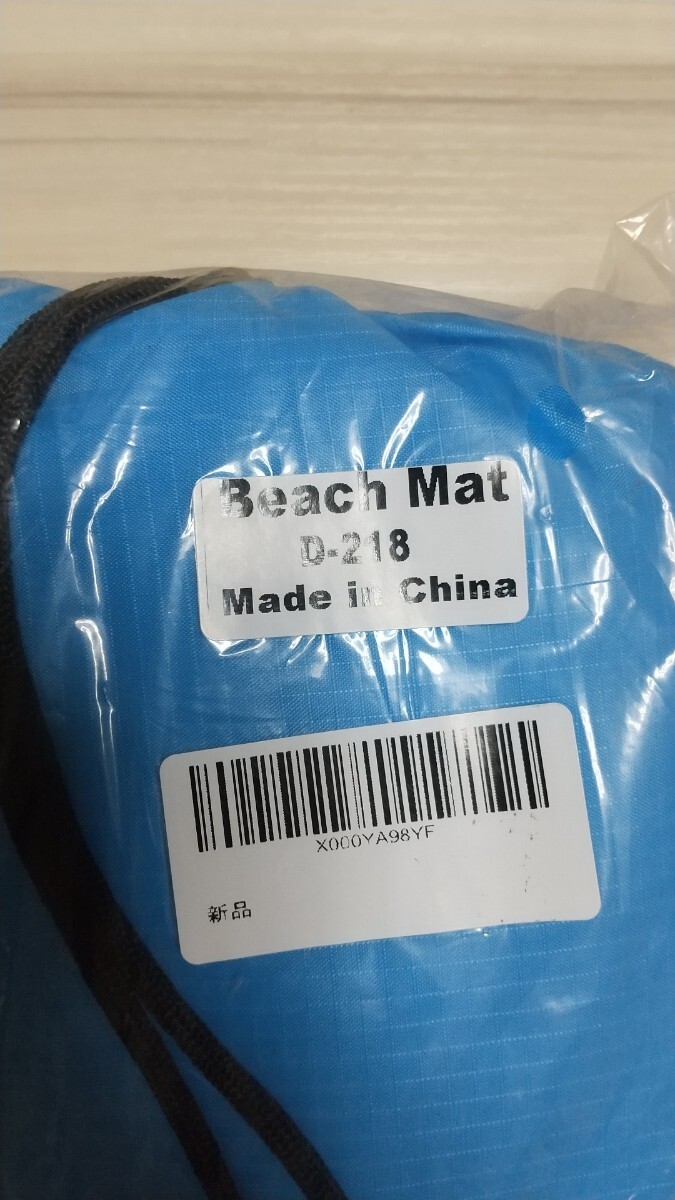 Beach Mat
D-218
Made in China
X000YA98YF
新品